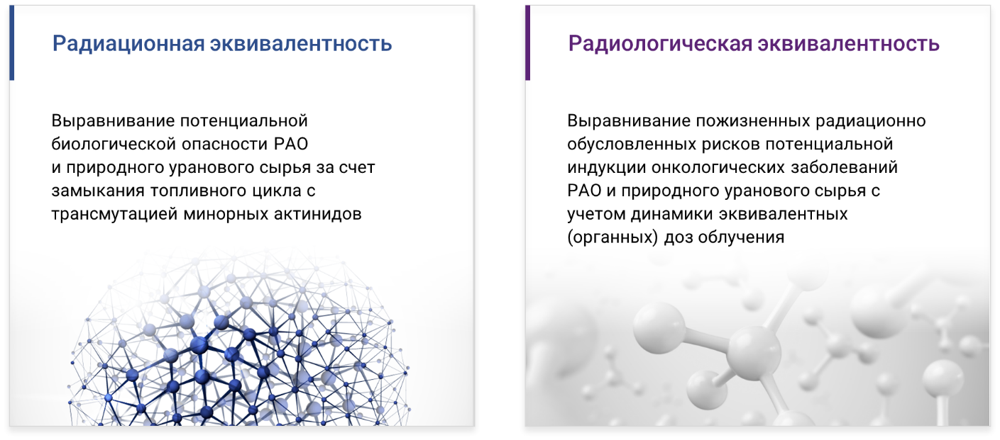 Радиационная эквивалентность
Выравнивание потенциальной
биологической опасности РАО
и природного уранового сырья за счет
замыкания топливного цикла с
трансмутацией минорных актинидов
Радиологическая эквивалентность
Выравнивание пожизненных радиационно
обусловленных рисков потенциальной
индукции онкологических заболеваний
РАО и природного уранового сырья с
учетом динамики эквивалентных
(органных) доз облучения